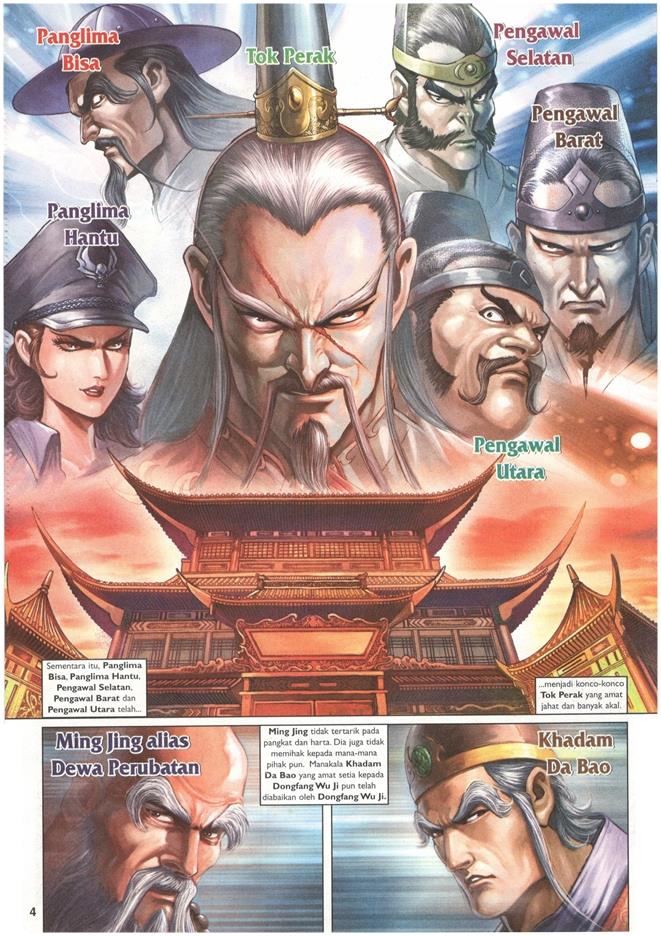 Panglima
Bisa
Tok Perak
Pengawal
Selatan
Pengawal
Barat
Panglima
Hantu
Pengawal
Utara
Sementara itu, Panglima
Bisa, Panglima Hantu,
Pengawal Selatan,
Pengawal Barat dan
Pengawal Utara telah...
...menjadi konco-konco
Tok Perak yang amat
jahat dan banyak akal.
Ming Jing alias
Dewa Perubatan
Ming Jing tidak tertarik pada
pangkat dan harta. Dia juga tidak
memihak kepada mana-mana
pihak pun. Manakala Khadam
Da Bao yang amat setia kepada
Dongfang Wu Ji pun telah
diabaikan oleh Dongfang Wu Ji.
Khadam
Da Bao
4